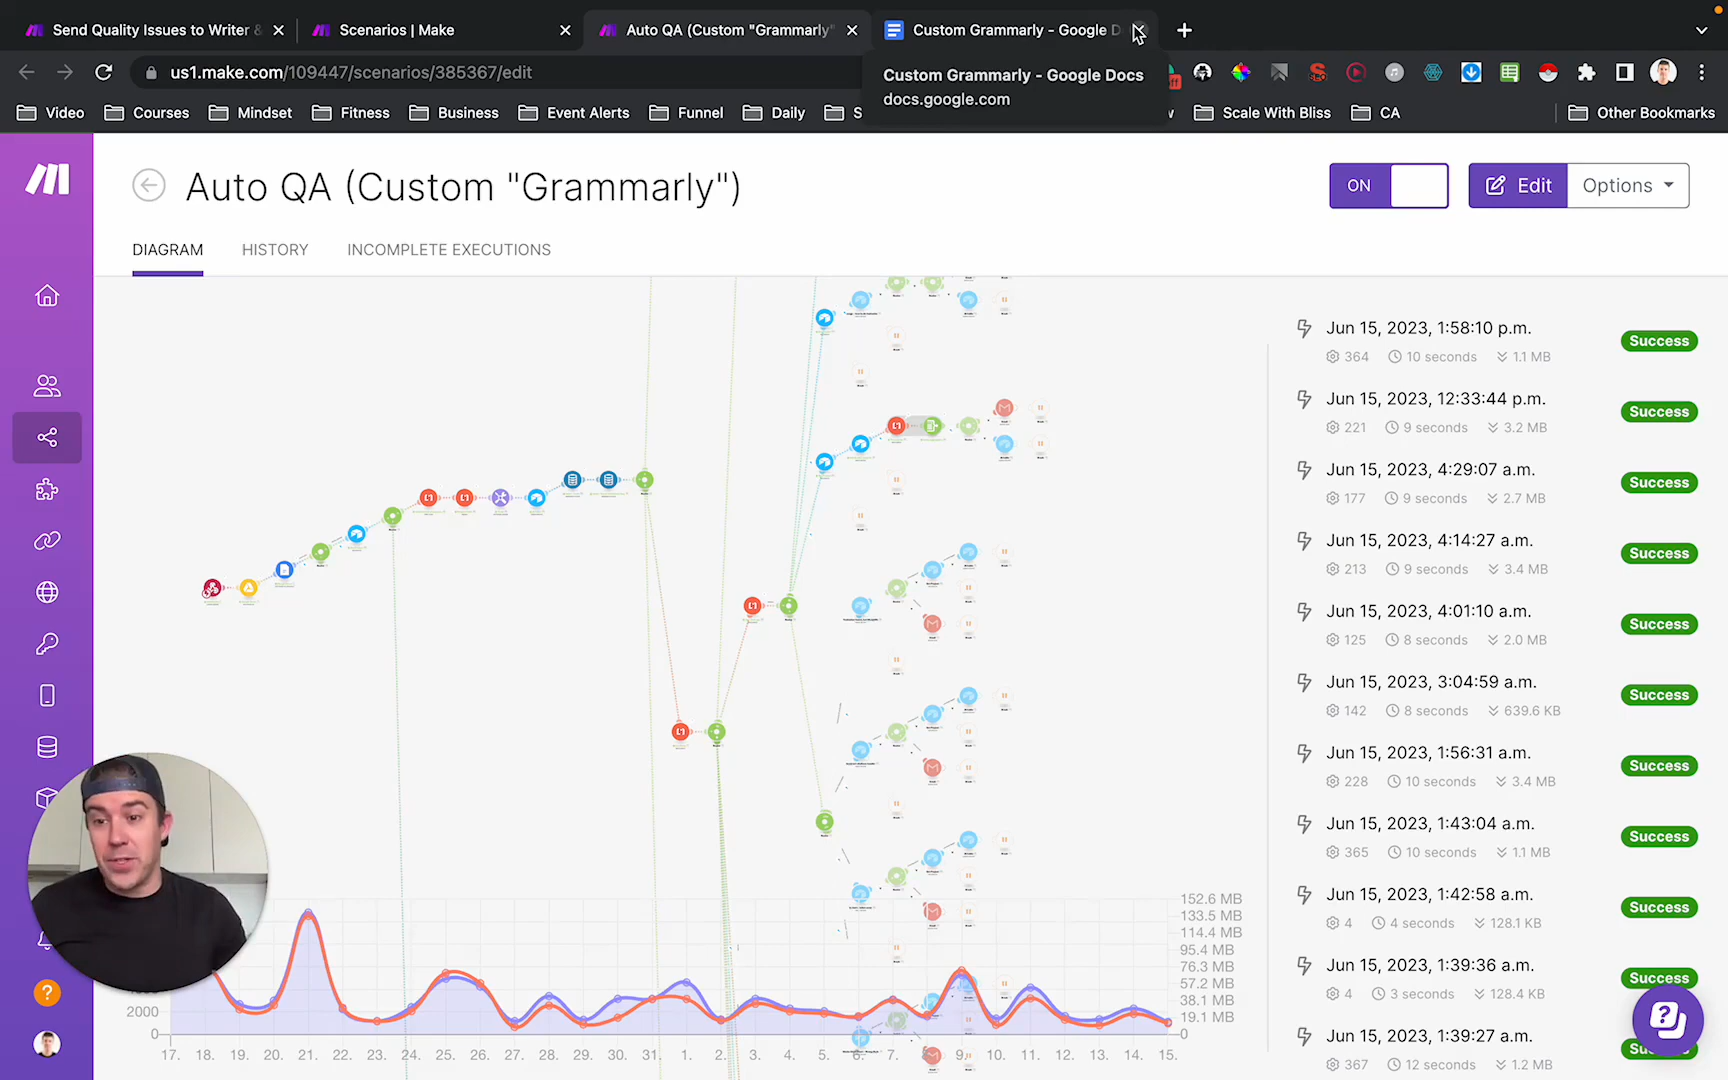 Send Quality Issues to Writer &
Scenarios | Make
Auto QA (Custom "Grammarly"
Custom Grammarly - Google D
us1.make.com/109447/scenarios/385367/edit
Custom Grammarly - Google Docs
docs.google.com
Video
Courses
Mindset
Fitness
Business
Event Alerts
Funnel
Daily
S
w
Scale With Bliss
CA
Other Bookmarks
Auto QA (Custom "Grammarly")
ON
Edit
Options
DIAGRAM
HISTORY
INCOMPLETE EXECUTIONS
Jun 15, 2023, 1:58:10 p.m.
364 10 seconds 1.1 MB
Success
Jun 15, 2023, 12:33:44 p.m.
221 9 seconds 3.2 MB
Success
Jun 15, 2023, 4:29:07 a.m.
177 9 seconds 2.7 MB
Success
Jun 15, 2023, 4:14:27 a.m.
213 9 seconds 3.4 MB
Success
Jun 15, 2023, 4:01:10 a.m.
125 8 seconds 2.0 MB
Success
Jun 15, 2023, 3:04:59 a.m.
142 8 seconds 639.6 KB
Success
Jun 15, 2023, 1:56:31 a.m.
228 10 seconds 3.4 MB
Success
Jun 15, 2023, 1:43:04 a.m.
365 10 seconds 1.1 MB
Success
Jun 15, 2023, 1:42:58 a.m.
4 4 seconds 128.1 KB
Success
Jun 15, 2023, 1:39:36 a.m.
4 3 seconds 128.4 KB
Success
Jun 15, 2023, 1:39:27 a.m.
367 12 seconds 1.2 MB
Su
152.6 MB
133.5 MB
114.4 MB
95.4 MB
76.3 MB
57.2 MB
38.1 MB
19.1 MB
0
2000
0
17. 18. 19. 20. 21. 22. 23. 24. 25. 26. 27. 28. 29. 30. 31. 1. 2. 3. 4. 5. 6. 7. 8. 9. 10. 11. 12. 13. 14. 15.